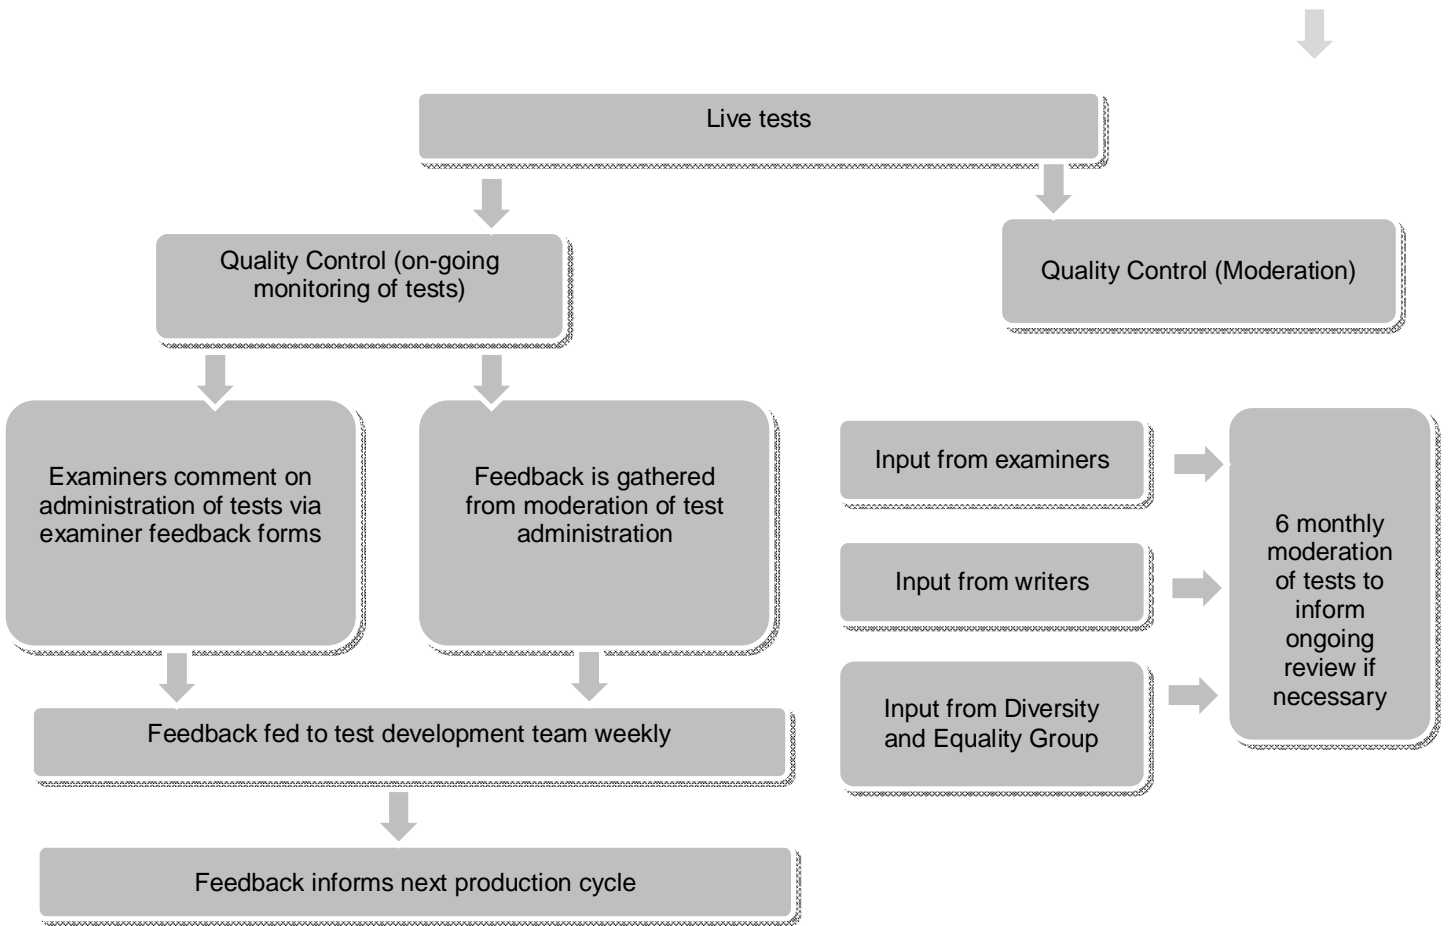 Live tests
Quality Control (on-going
monitoring of tests)
Quality Control (Moderation)
Examiners comment on
administration of tests via
examiner feedback forms
Feedback is gathered
from moderation of test
administration
Input from examiners
Input from writers
Input from Diversity
and Equality Group
6 monthly
moderation
of tests to
inform
ongoing
review if
necessary
Feedback fed to test development team weekly
Feedback informs next production cycle